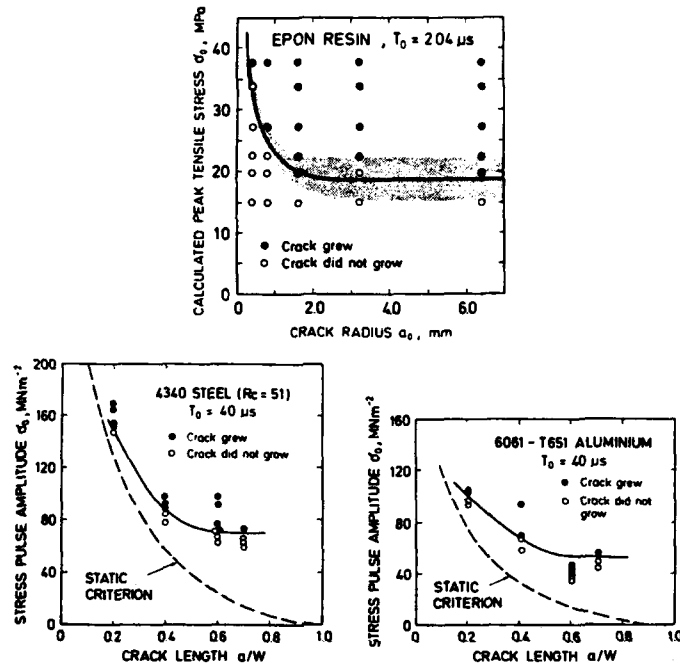 EPON RESIN , T₀ = 2.04 µs
CALCULATED PEAK TENSILE STRESS σ₀ , MPa
40
30
20
10
0
● Crack grew
○ Crack did not grow
0
2.0
4.0
6.0
CRACK RADIUS a₀ , mm
STRESS PULSE AMPLITUDE σ₀, MNm⁻²
200
160
120
80
40
0
4340 STEEL (Rc = 51)
T₀ = 40 µs
● Crack grew
○ Crack did not grow
STATIC
CRITERION
0
0.2
0.4
0.6
0.8
1.0
CRACK LENGTH a/W
STRESS PULSE AMPLITUDE σ₀, MNm⁻²
160
120
80
40
0
6061 - T651 ALUMINIUM
T₀ = 40 µs
● Crack grew
○ Crack did not
grow
STATIC
CRITERION
0
0.2
0.4
0.6
0.8
1.0
CRACK LENGTH a/W